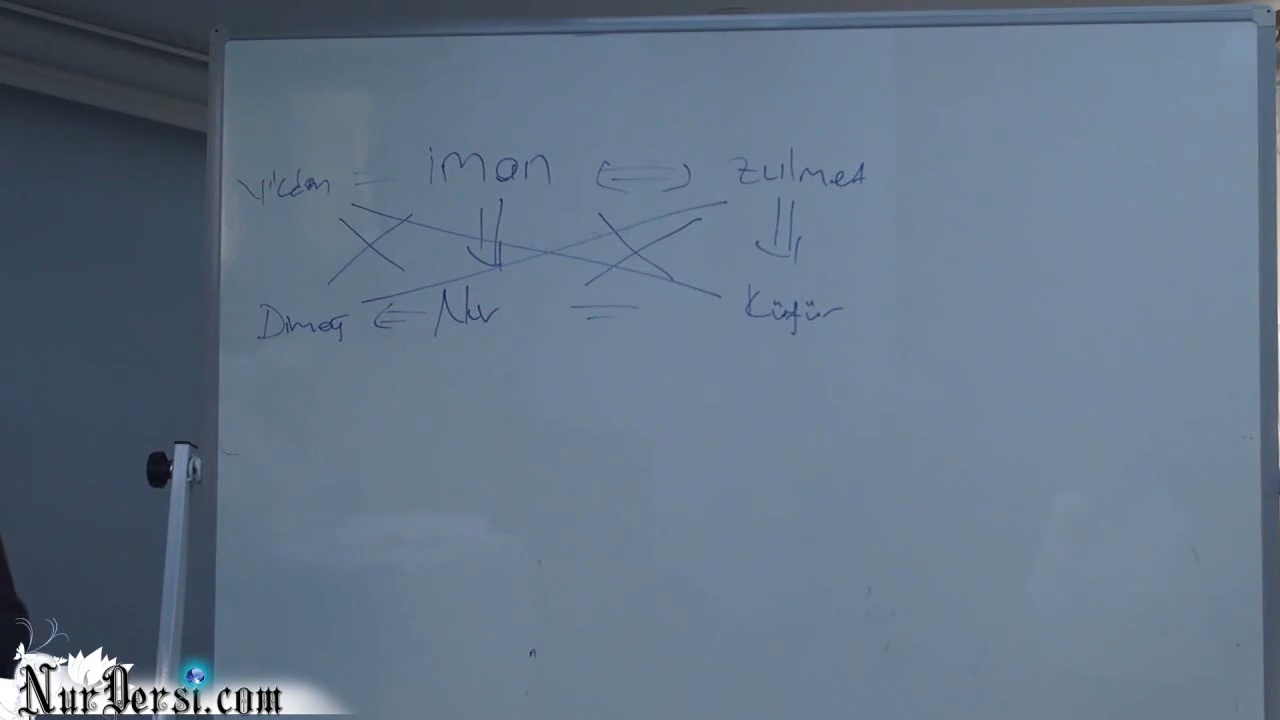 Vicdan = iman ⟺ zulmet
Dimağ ⇐ Nur = Küfür
NurDersi.com